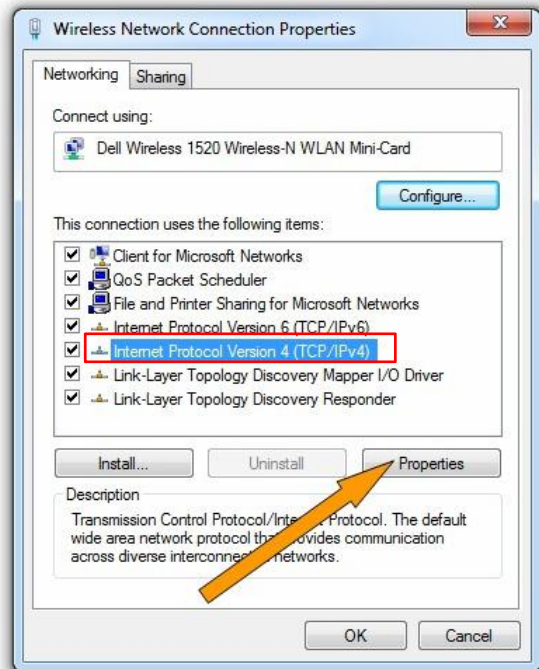 Wireless Network Connection Properties
Networking
Sharing
Connect using:
Dell Wireless 1520 Wireless-N WLAN Mini-Card
Configure...
This connection uses the following items:
Client for Microsoft Networks
QoS Packet Scheduler
File and Printer Sharing for Microsoft Networks
Internet Protocol Version 6 (TCP/IPv6)
Internet Protocol Version 4 (TCP/IPv4)
Link-Layer Topology Discovery Mapper I/O Driver
Link-Layer Topology Discovery Responder
Install...
Uninstall
Properties
Description
Transmission Control Protocol/Internet Protocol. The default
wide area network protocol that provides communication
across diverse interconnected networks.
OK
Cancel